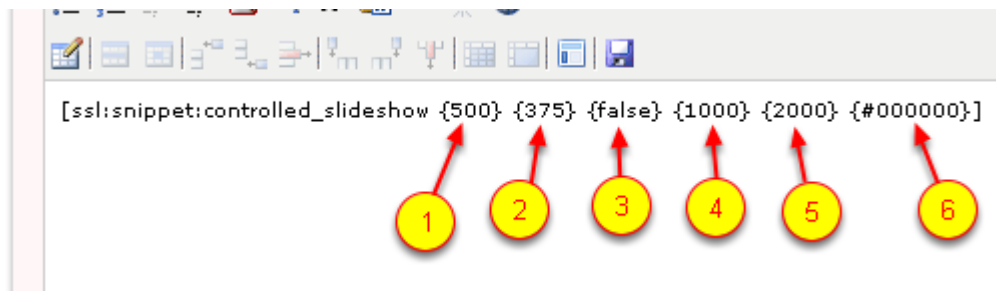 [ssl:snippet:controlled_slideshow {500} {375} {false} {1000} {2000} {#000000}]
1 2 3 4 5 6